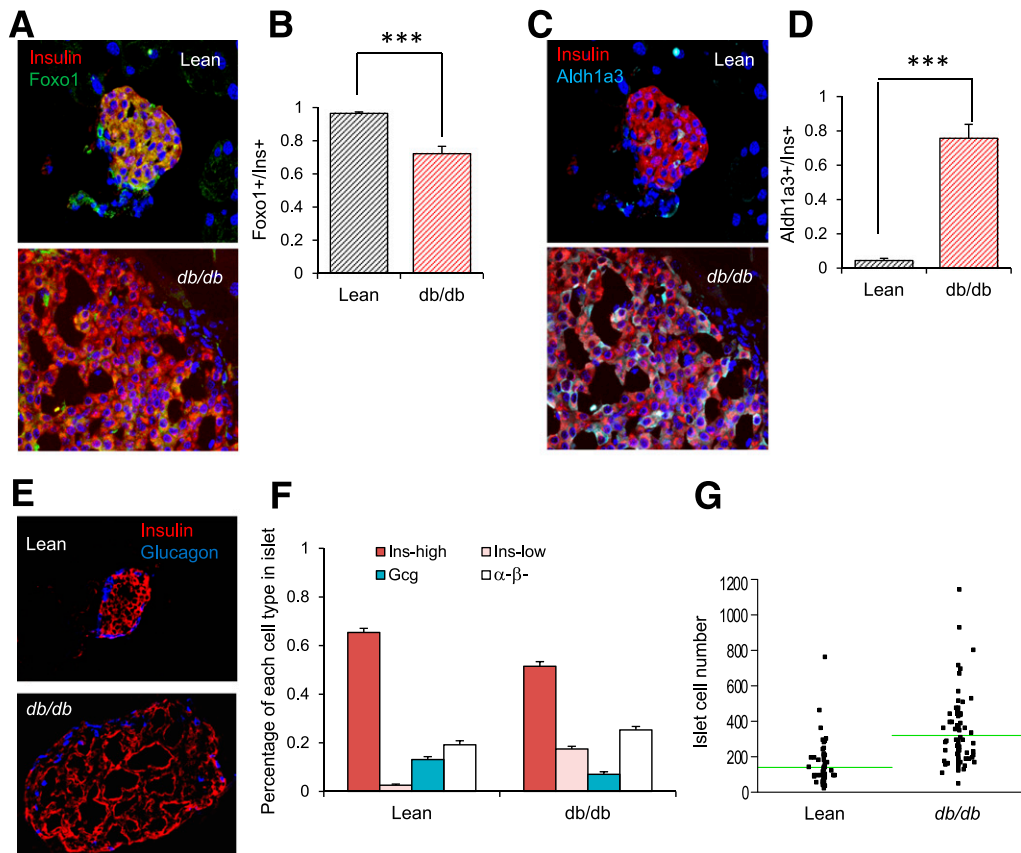 A
Insulin
Foxo1
Lean
db/db
B
***
Foxo1+/Ins+
1
0.8
0.6
0.4
0.2
0
Lean
db/db
C
Insulin
Aldh1a3
Lean
db/db
D
***
Aldh1a3+/Ins+
1
0.8
0.6
0.4
0.2
0
Lean
db/db
E
Lean
Insulin
Glucagon
db/db
F
Percentage of each cell type in islet
1
0.8
0.6
0.4
0.2
0
Ins-high
Ins-low
Gcg
α-β-
Lean
db/db
G
Islet cell number
1200
1000
800
600
400
200
0
Lean
db/db